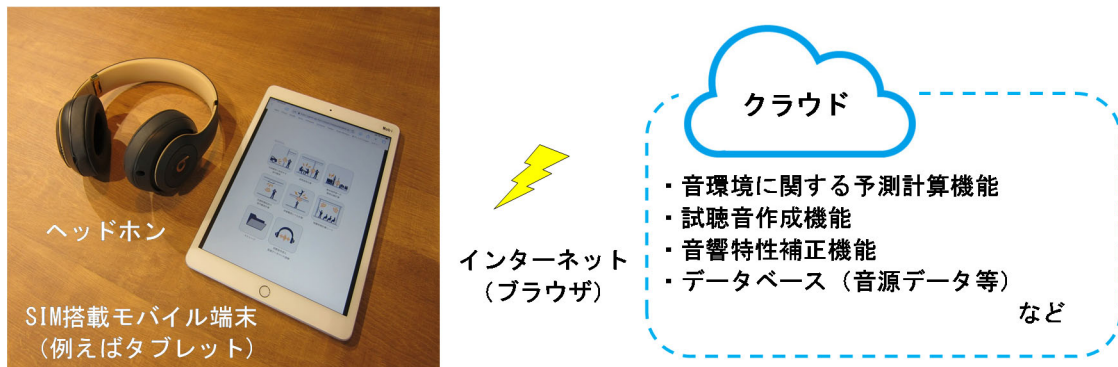 ヘッドホン
SIM搭載モバイル端末
（例えばタブレット）
インターネット
（ブラウザ）
クラウド
・音環境に関する予測計算機能
・試聴音作成機能
・音響特性補正機能
・データベース（音源データ等）
など